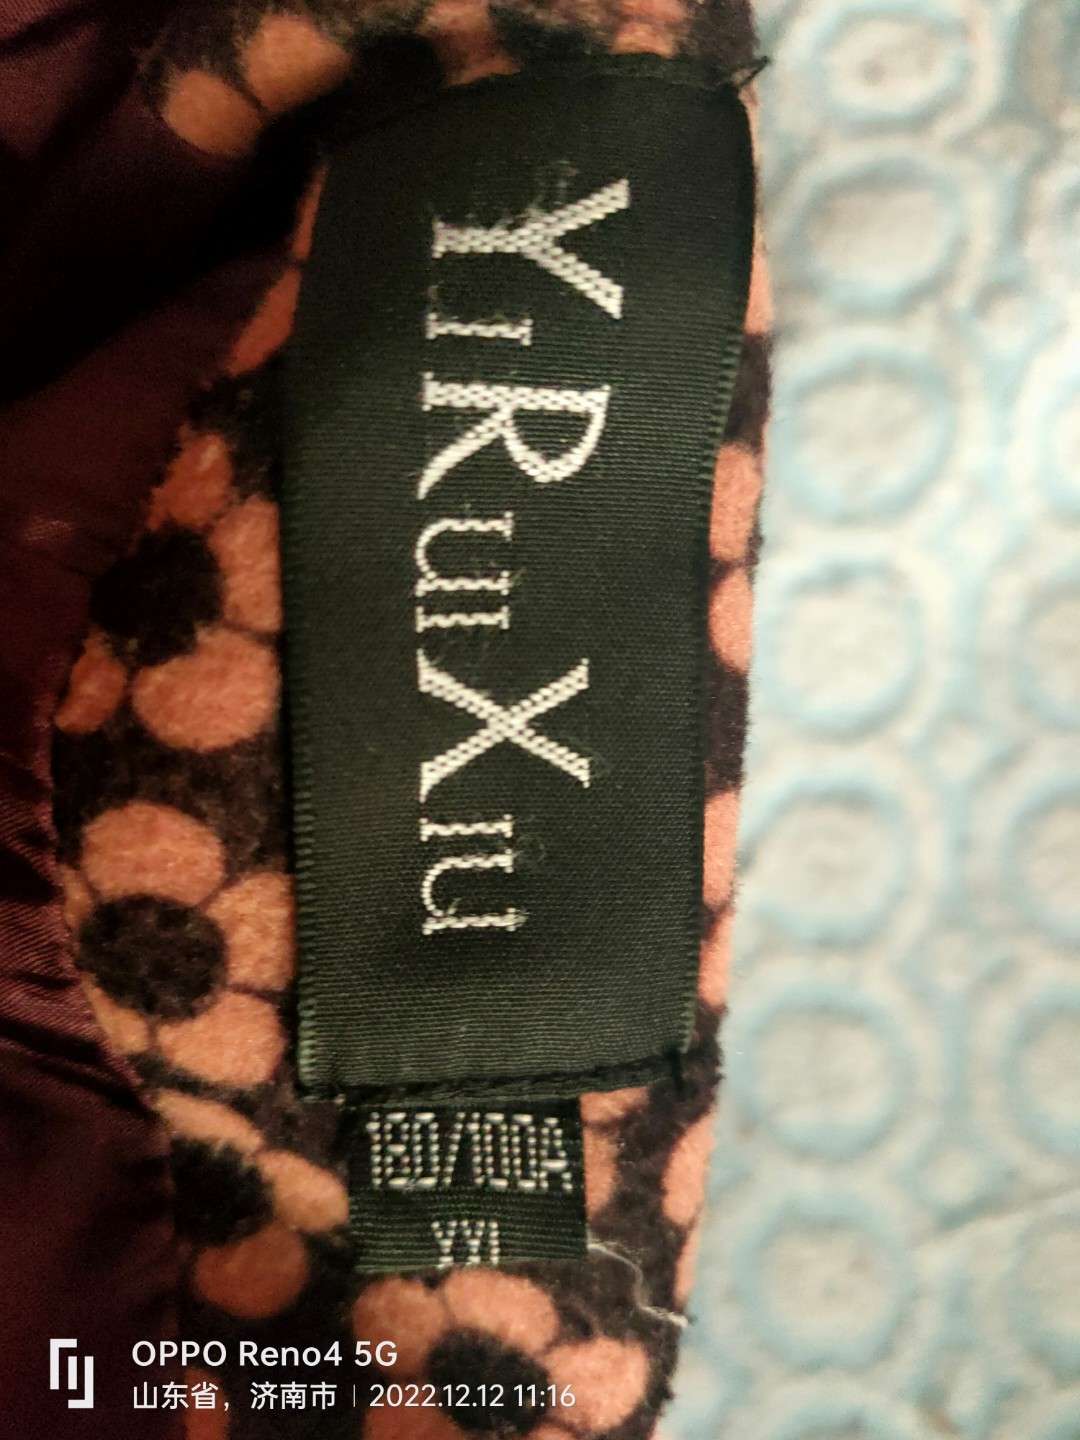 YIRUIXIU
180/100A
XXL
OPPO Reno4 5G
山东省，济南市 | 2022.12.12 11:16